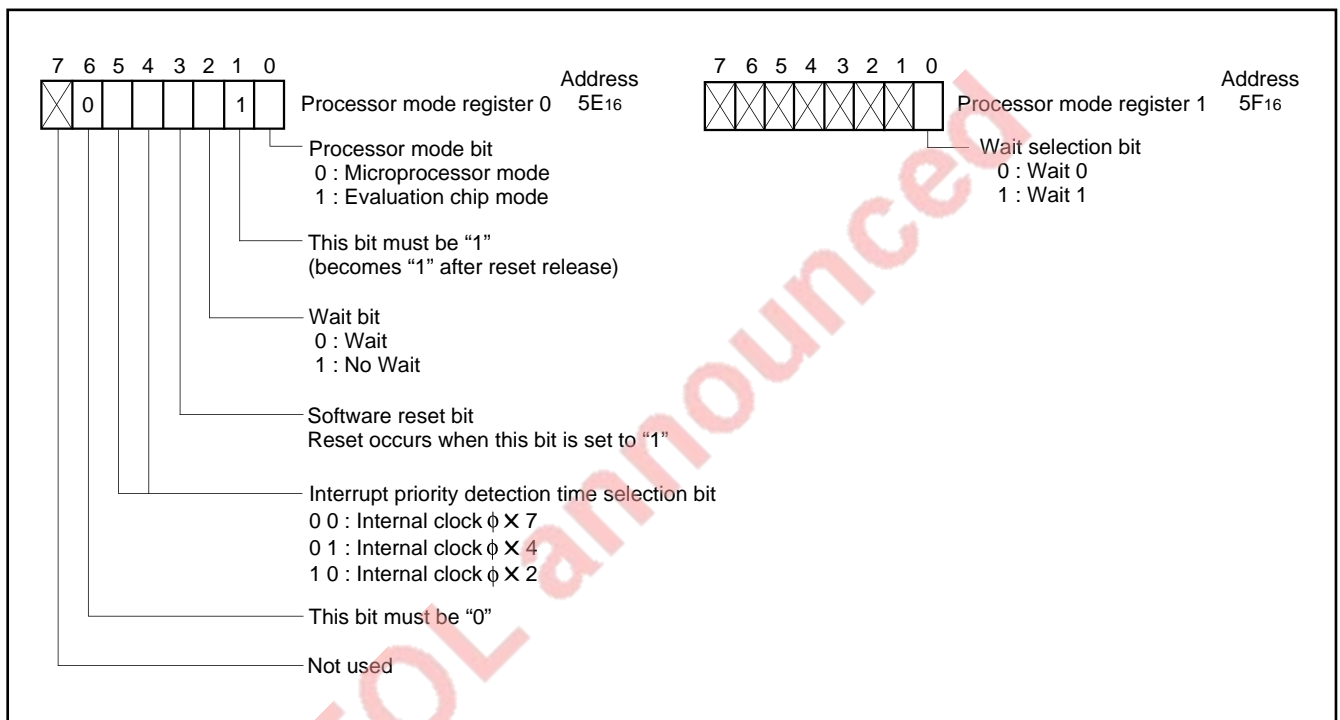 7 6 5 4 3 2 1 0
Address
0 1 Processor mode register 0 5E16
Processor mode bit
0 : Microprocessor mode
1 : Evaluation chip mode
This bit must be “1”
(becomes “1” after reset release)
Wait bit
0 : Wait
1 : No Wait
Software reset bit
Reset occurs when this bit is set to “1”
Interrupt priority detection time selection bit
0 0 : Internal clock ϕ × 7
0 1 : Internal clock ϕ × 4
1 0 : Internal clock ϕ × 2
This bit must be “0”
Not used
7 6 5 4 3 2 1 0
Address
Processor mode register 1 5F16
Wait selection bit
0 : Wait 0
1 : Wait 1
OL announced